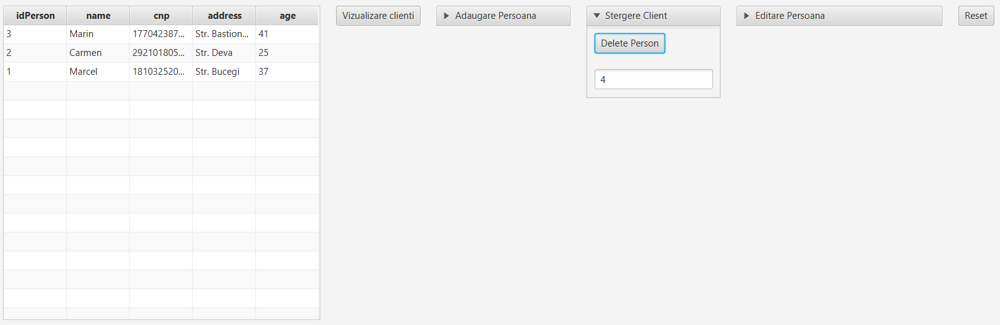 idPerson name cnp address age
3 Marin 177042387... Str. Bastion... 41
2 Carmen 292101805... Str. Deva 25
1 Marcel 181032520... Str. Bucegi 37
Vizualizare clienti
Adaugare Persoana
Stergere Client
Delete Person
4
Editare Persoana
Reset